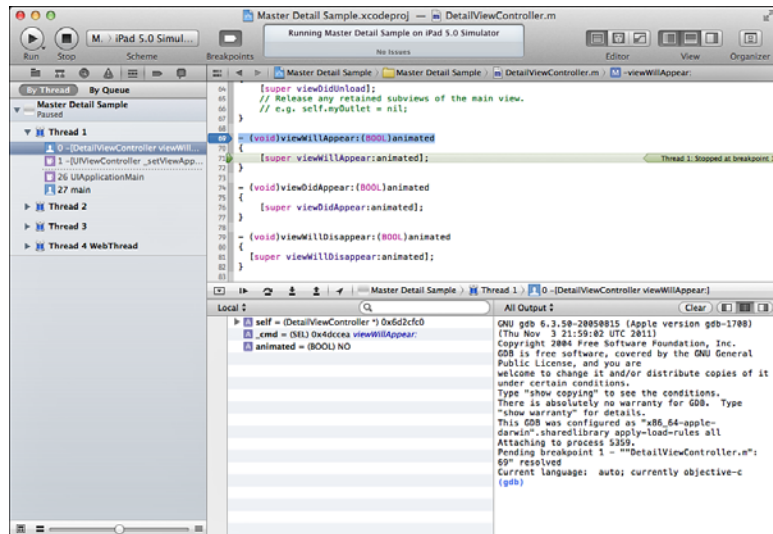 Master Detail Sample.xcodeproj — DetailViewController.m
M...) iPad 5.0 Simul...
Running Master Detail Sample on iPad 5.0 Simulator
No Issues
Run Stop Scheme Breakpoints Editor View Organizer
Master Detail Sample Master Detail Sample DetailViewController.m M -viewWillAppear:
By Thread By Queue
Master Detail Sample
Paused
Thread 1
0 -[DetailViewController viewWill...
1 -[UIViewController _setViewApp...
26 UIApplicationMain
27 main
Thread 2
Thread 3
Thread 4 WebThread
64 [super viewDidUnload];
65 // Release any retained subviews of the main view.
66 // e.g. self.myOutlet = nil;
67 }
68
69 - (void)viewWillAppear:(BOOL)animated
70 {
71 [super viewWillAppear:animated];
Thread 1: Stopped at breakpoint
72 }
73
74 - (void)viewDidAppear:(BOOL)animated
75 {
76 [super viewDidAppear:animated];
77 }
78
79 - (void)viewWillDisappear:(BOOL)animated
80 {
81 [super viewWillDisappear:animated];
82 }
83
Master Detail Sample Thread 1 0 -[DetailViewController viewWillAppear:]
Local
self = (DetailViewController *) 0x6d2cfc0
_cmd = (SEL) 0x4dccea viewWillAppear:
animated = (BOOL) NO
All Output Clear
GNU gdb 6.3.50-20050815 (Apple version gdb-1708)
(Thu Nov 3 21:59:02 UTC 2011)
Copyright 2004 Free Software Foundation, Inc.
GDB is free software, covered by the GNU General
Public License, and you are
welcome to change it and/or distribute copies of it
under certain conditions.
Type "show copying" to see the conditions.
There is absolutely no warranty for GDB. Type
"show warranty" for details.
This GDB was configured as "x86_64-apple-
darwin".sharedlibrary apply-load-rules all
Attaching to process 5359.
Pending breakpoint 1 - ""DetailViewController.m":
69" resolved
Current language: auto; currently objective-c
(gdb)